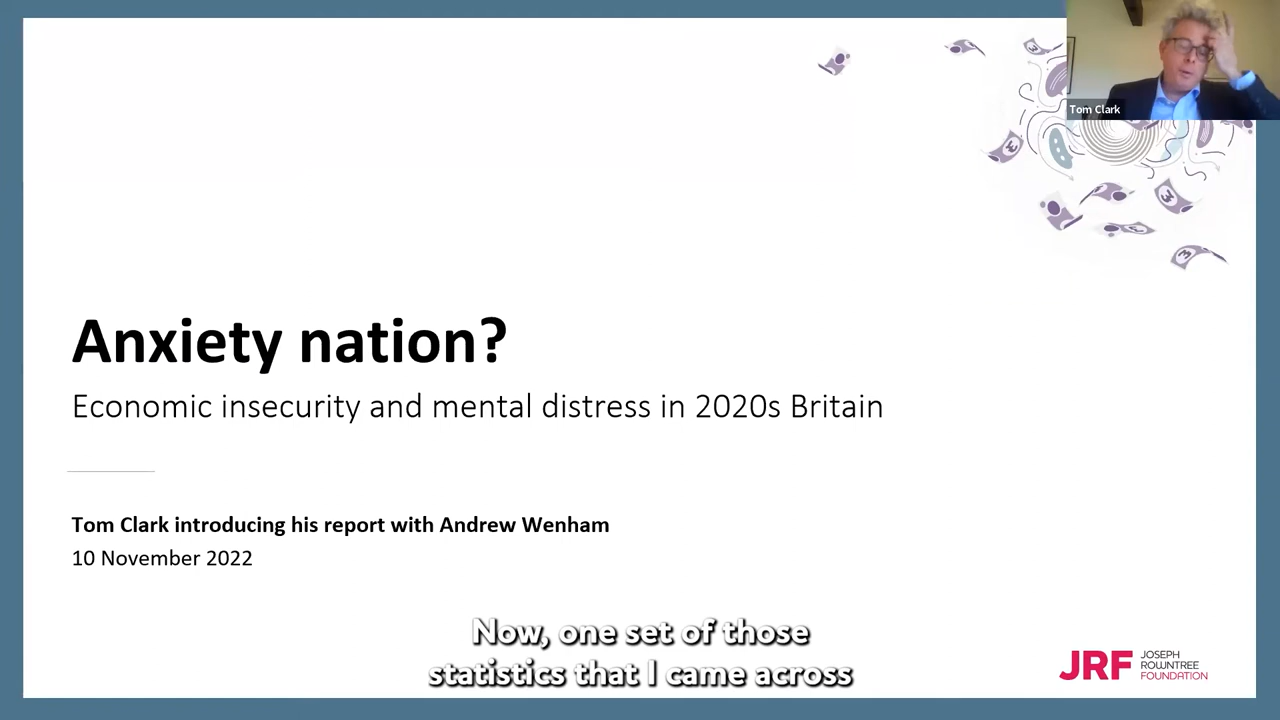 Tom Clark
Anxiety nation?
Economic insecurity and mental distress in 2020s Britain
Tom Clark introducing his report with Andrew Wenham
10 November 2022
Now, one set of those
statistics that I came across
JRF
JOSEPH
ROWNTREE
FOUNDATION